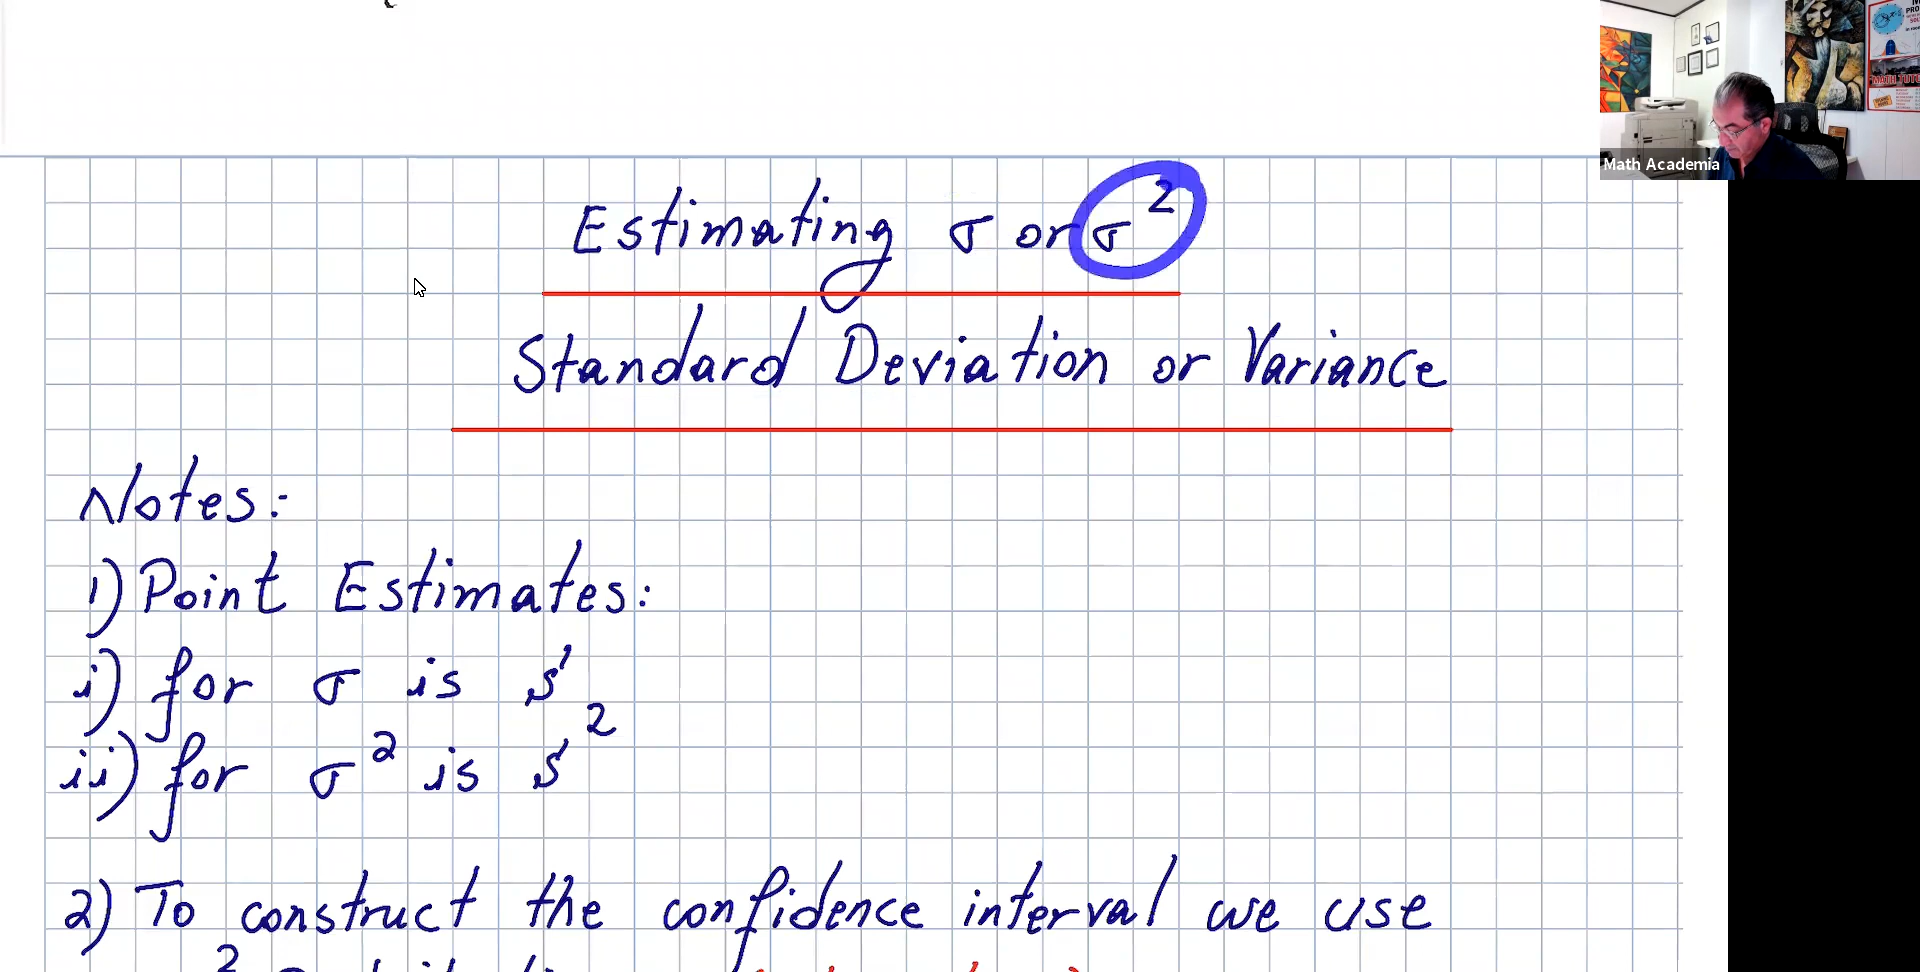 Estimating σ or σ²
Standard Deviation or Variance
Notes:
1) Point Estimates:
i) for σ is s
ii) for σ² is s²
2) To construct the confidence interval we use
Math Academia